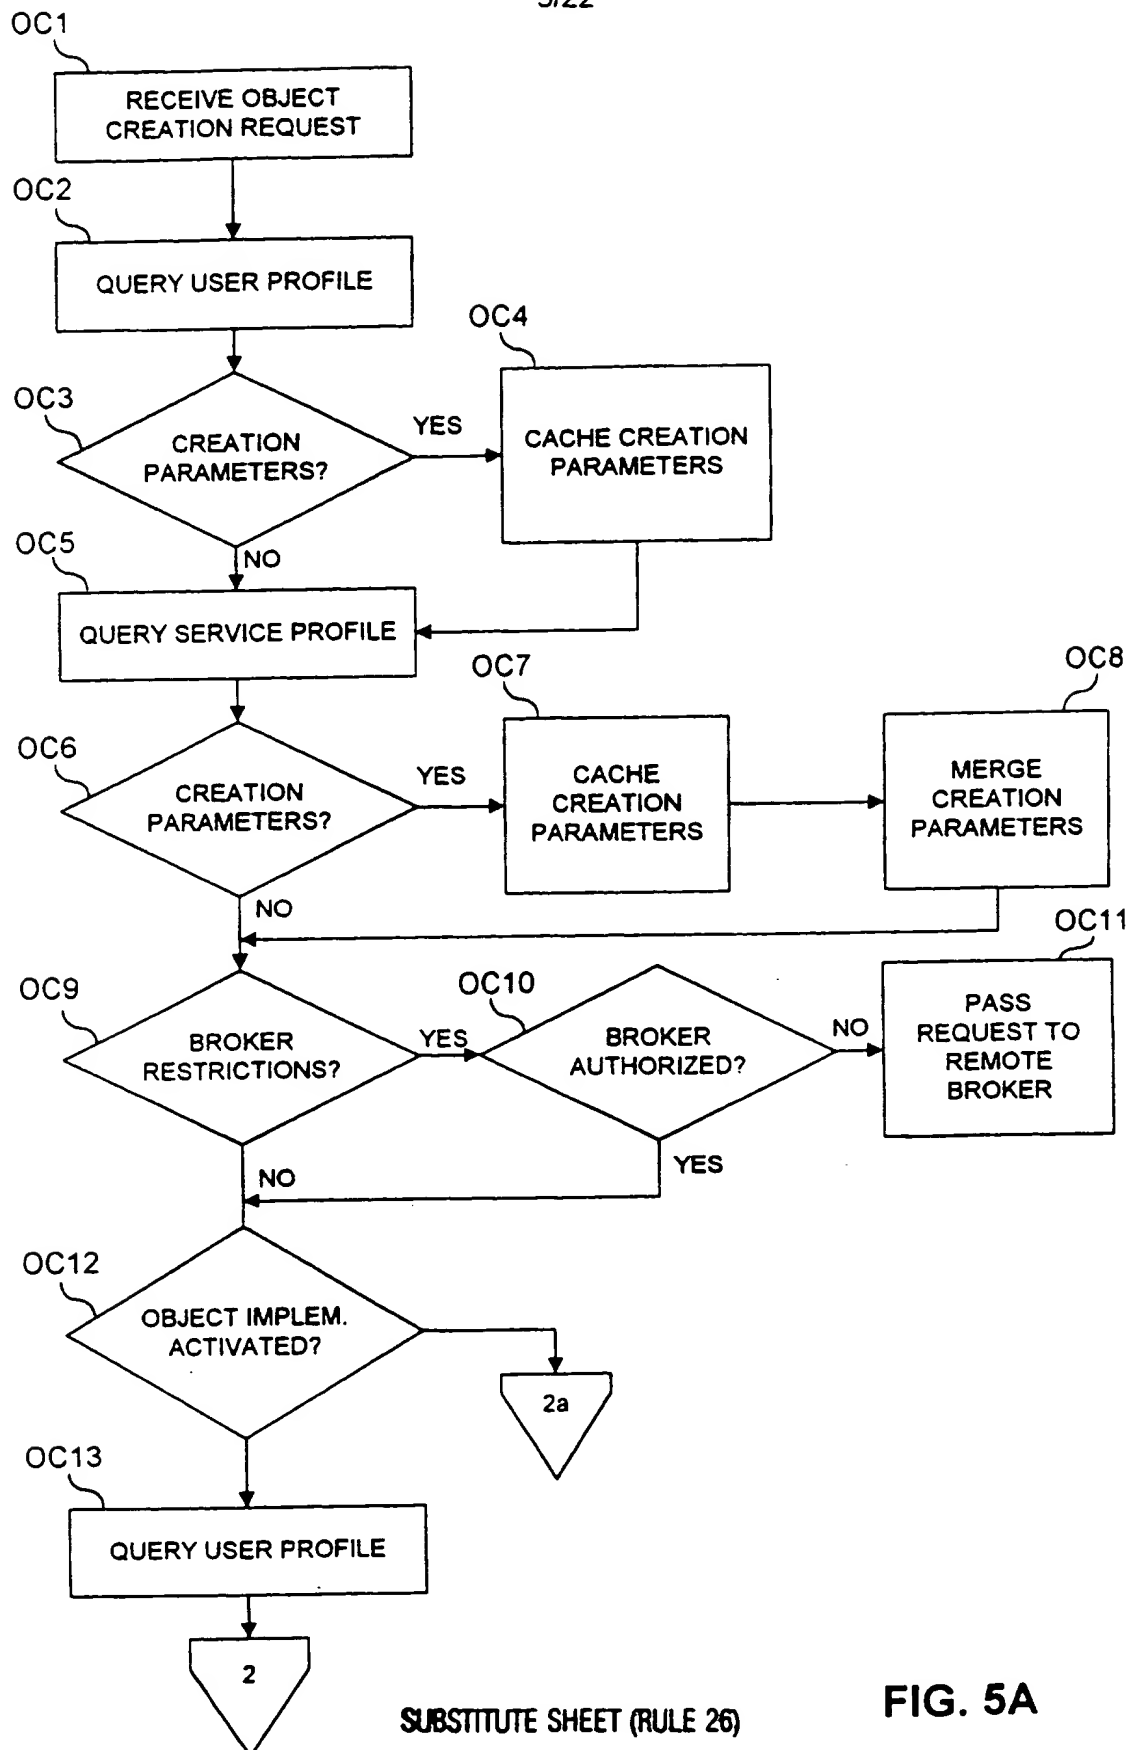 OC1
RECEIVE OBJECT
CREATION REQUEST
OC2
QUERY USER PROFILE
OC3
CREATION
PARAMETERS?
YES
OC4
CACHE CREATION
PARAMETERS
NO
OC5
QUERY SERVICE PROFILE
OC6
CREATION
PARAMETERS?
YES
OC7
CACHE
CREATION
PARAMETERS
OC8
MERGE
CREATION
PARAMETERS
NO
OC9
BROKER
RESTRICTIONS?
YES
OC10
BROKER
AUTHORIZED?
NO
OC11
PASS
REQUEST TO
REMOTE
BROKER
NO
YES
OC12
OBJECT IMPLEM.
ACTIVATED?
2a
OC13
QUERY USER PROFILE
2
SUBSTITUTE SHEET (RULE 26)
FIG. 5A